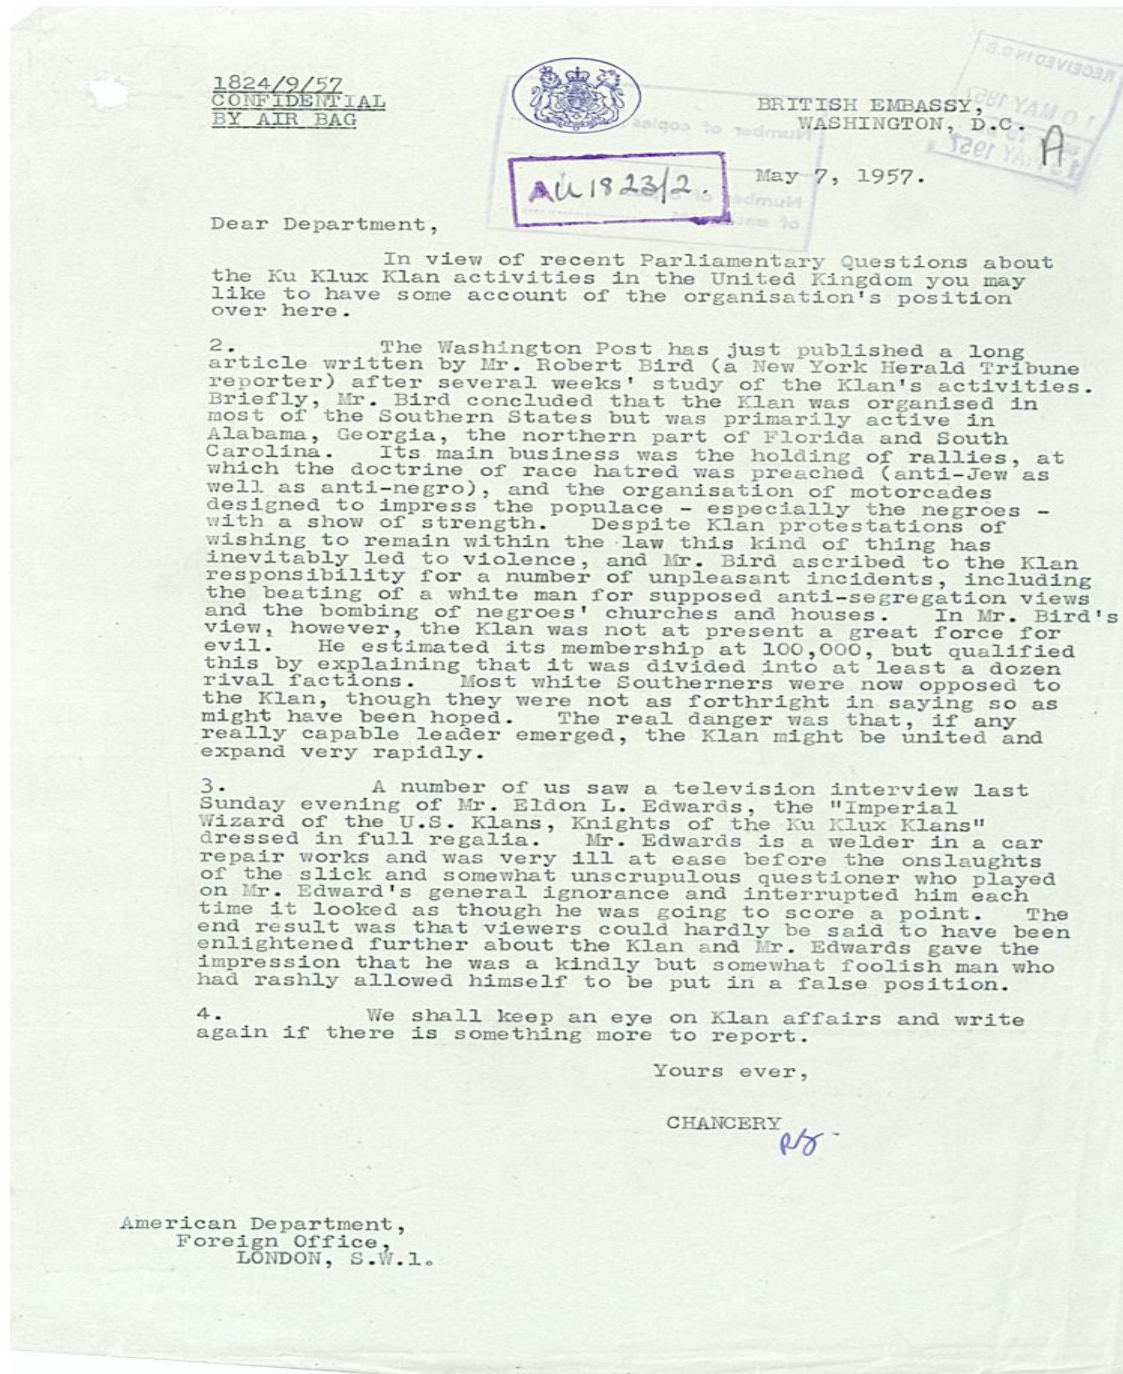 1824/9/57
CONFIDENTIAL
BY AIR BAG
BRITISH EMBASSY,
WASHINGTON, D.C.
A
AU 1823/2.
May 7, 1957.
RECEIVED IN C.B.
10 MAY 1957
MAY 1957
Number of copies
Number of
of enc
Dear Department,
In view of recent Parliamentary Questions about
the Ku Klux Klan activities in the United Kingdom you may
like to have some account of the organisation's position
over here.
2. The Washington Post has just published a long
article written by Mr. Robert Bird (a New York Herald Tribune
reporter) after several weeks' study of the Klan's activities.
Briefly, Mr. Bird concluded that the Klan was organised in
most of the Southern States but was primarily active in
Alabama, Georgia, the northern part of Florida and South
Carolina. Its main business was the holding of rallies, at
which the doctrine of race hatred was preached (anti-Jew as
well as anti-negro), and the organisation of motorcades
designed to impress the populace - especially the negroes -
with a show of strength. Despite Klan protestations of
wishing to remain within the law this kind of thing has
inevitably led to violence, and Mr. Bird ascribed to the Klan
responsibility for a number of unpleasant incidents, including
the beating of a white man for supposed anti-segregation views
and the bombing of negroes' churches and houses. In Mr. Bird's
view, however, the Klan was not at present a great force for
evil. He estimated its membership at 100,000, but qualified
this by explaining that it was divided into at least a dozen
rival factions. Most white Southerners were now opposed to
the Klan, though they were not as forthright in saying so as
might have been hoped. The real danger was that, if any
really capable leader emerged, the Klan might be united and
expand very rapidly.
3. A number of us saw a television interview last
Sunday evening of Mr. Eldon L. Edwards, the "Imperial
Wizard of the U.S. Klans, Knights of the Ku Klux Klans"
dressed in full regalia. Mr. Edwards is a welder in a car
repair works and was very ill at ease before the onslaughts
of the slick and somewhat unscrupulous questioner who played
on Mr. Edward's general ignorance and interrupted him each
time it looked as though he was going to score a point. The
end result was that viewers could hardly be said to have been
enlightened further about the Klan and Mr. Edwards gave the
impression that he was a kindly but somewhat foolish man who
had rashly allowed himself to be put in a false position.
4. We shall keep an eye on Klan affairs and write
again if there is something more to report.
Yours ever,
CHANCERY
American Department,
Foreign Office,
LONDON, S.W.1.